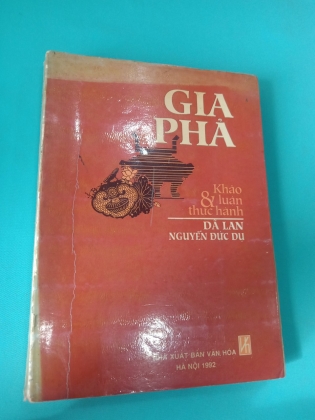 GIA
PHẢ
Khảo
& luận
thực hành
DÃ LAN
NGUYỄN ĐỨC DỤ
NHÀ XUẤT BẢN VĂN HÓA
HÀ NỘI 1992